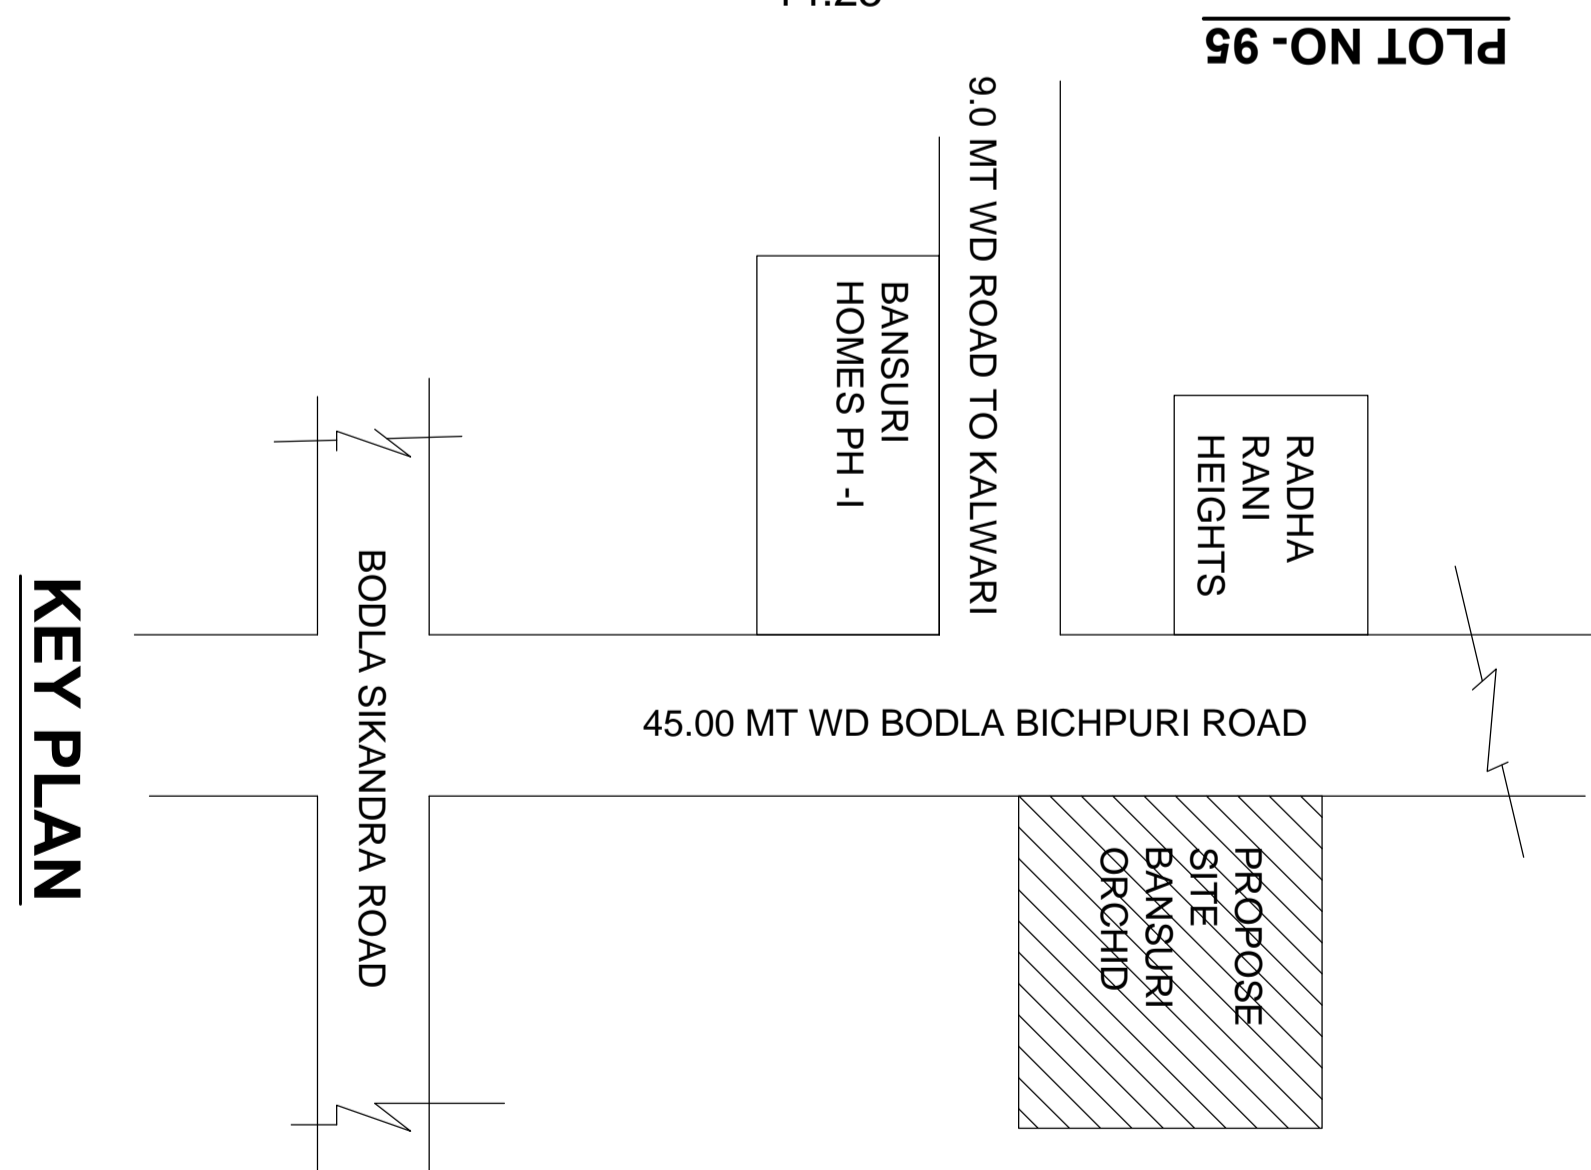 PLOT NO- 95
9.0 MT WD ROAD TO KALWARI
BANSURI
HOMES PH -I
RADHA
RANI
HEIGHTS
BODLA SIKANDRA ROAD
45.00 MT WD BODLA BICHPURI ROAD
PROPOSE
SITE
BANSURI
ORCHID
KEY PLAN